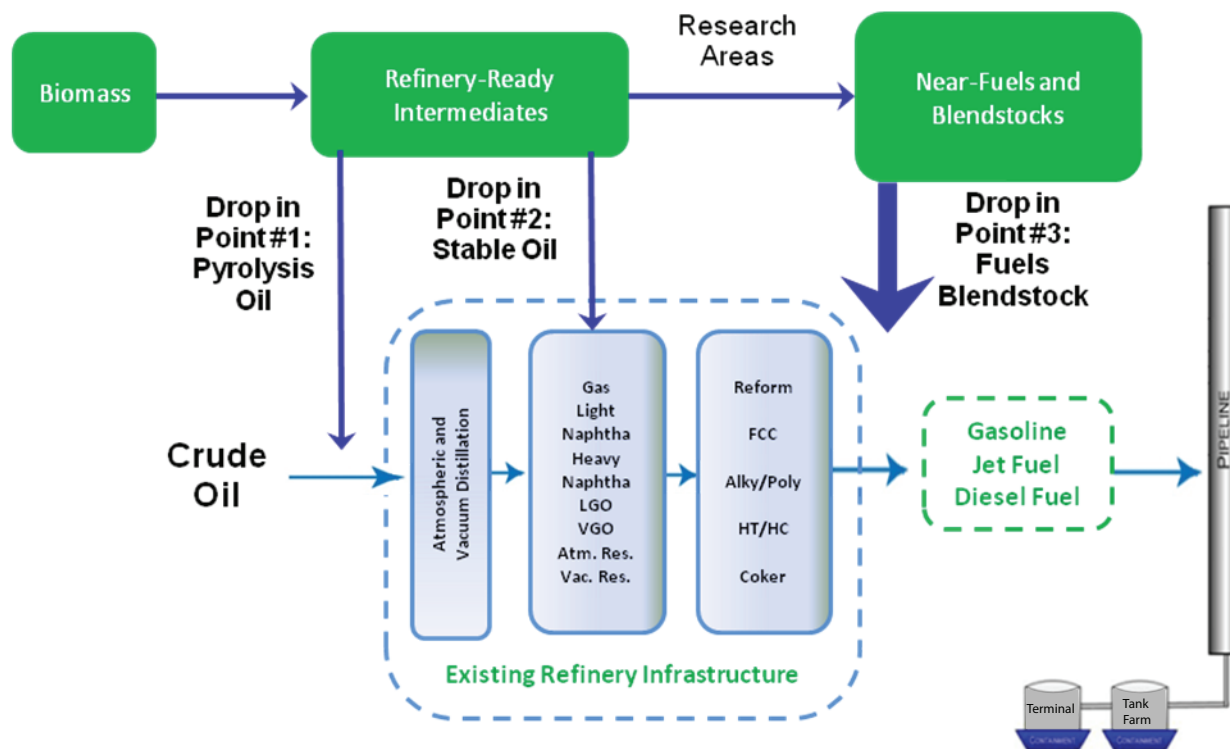 Biomass
Refinery-Ready
Intermediates
Research
Areas
Near-Fuels and
Blendstocks
Drop in
Point #1:
Pyrolysis
Oil
Drop in
Point #2:
Stable Oil
Drop in
Point #3:
Fuels
Blendstock
Crude
Oil
Atmospheric and
Vacuum Distillation
Gas
Light
Naphtha
Heavy
Naphtha
LGO
VGO
Atm. Res.
Vac. Res.
Reform
FCC
Alky/Poly
HT/HC
Coker
Existing Refinery Infrastructure
Gasoline
Jet Fuel
Diesel Fuel
PIPELINE
Terminal
CONTAINMENT
Tank
Farm
CONTAINMENT